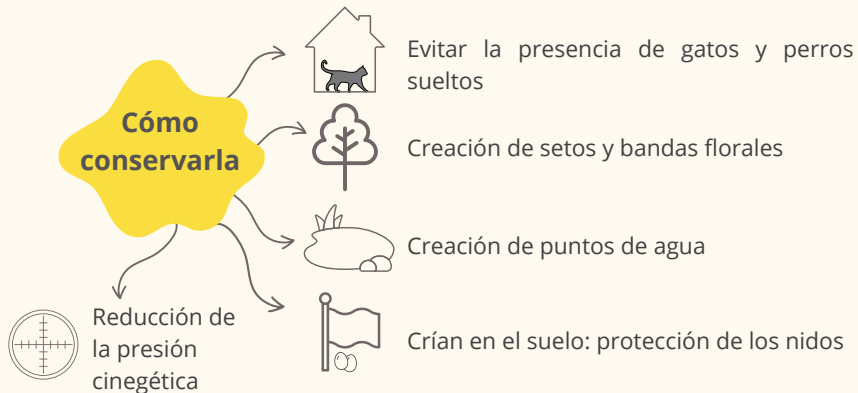 Cómo
conservarla
Evitar la presencia de gatos y perros
sueltos
Creación de setos y bandas florales
Creación de puntos de agua
Crían en el suelo: protección de los nidos
Reducción de
la presión
cinegética